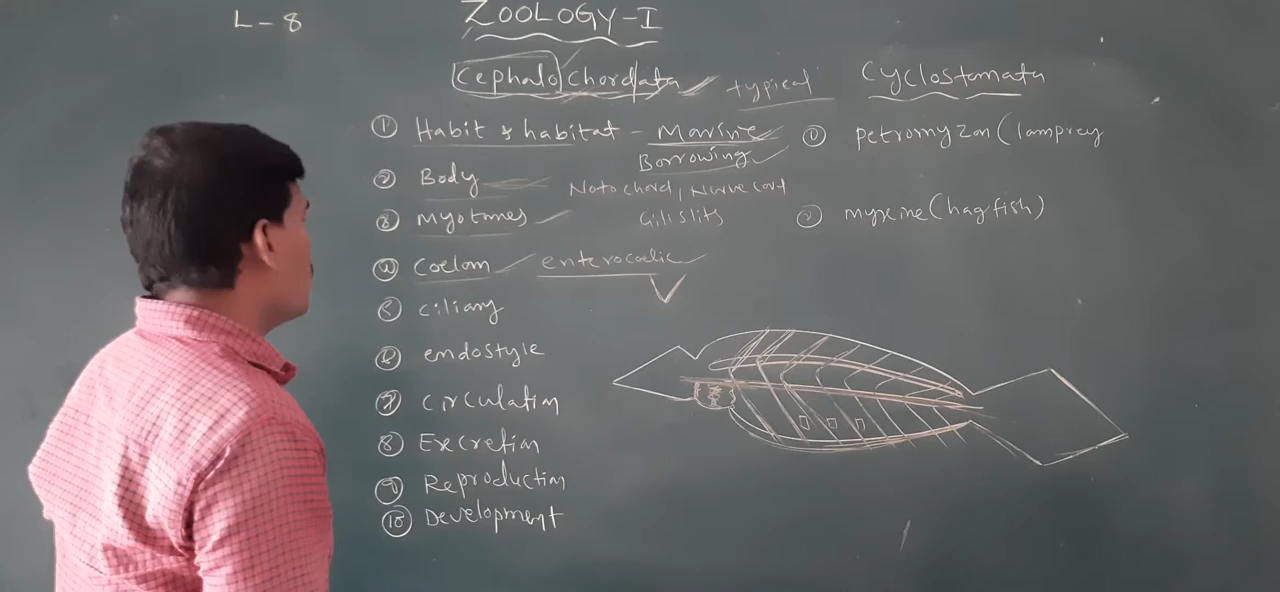 L - 8
ZOOLOGY-I
Cephalochordata typical
① Habit & habitat - Marine
Borrowing
② Body
Notochord, Nerve cord
Gill slits
③ Myotomes
④ Coelom enterocoelic
⑤ ciliary
⑥ endostyle
⑦ circulation
⑧ Excretion
⑨ Reproduction
⑩ Development
Cyclostomata
① petromyzon (lamprey
② myxine (hagfish)